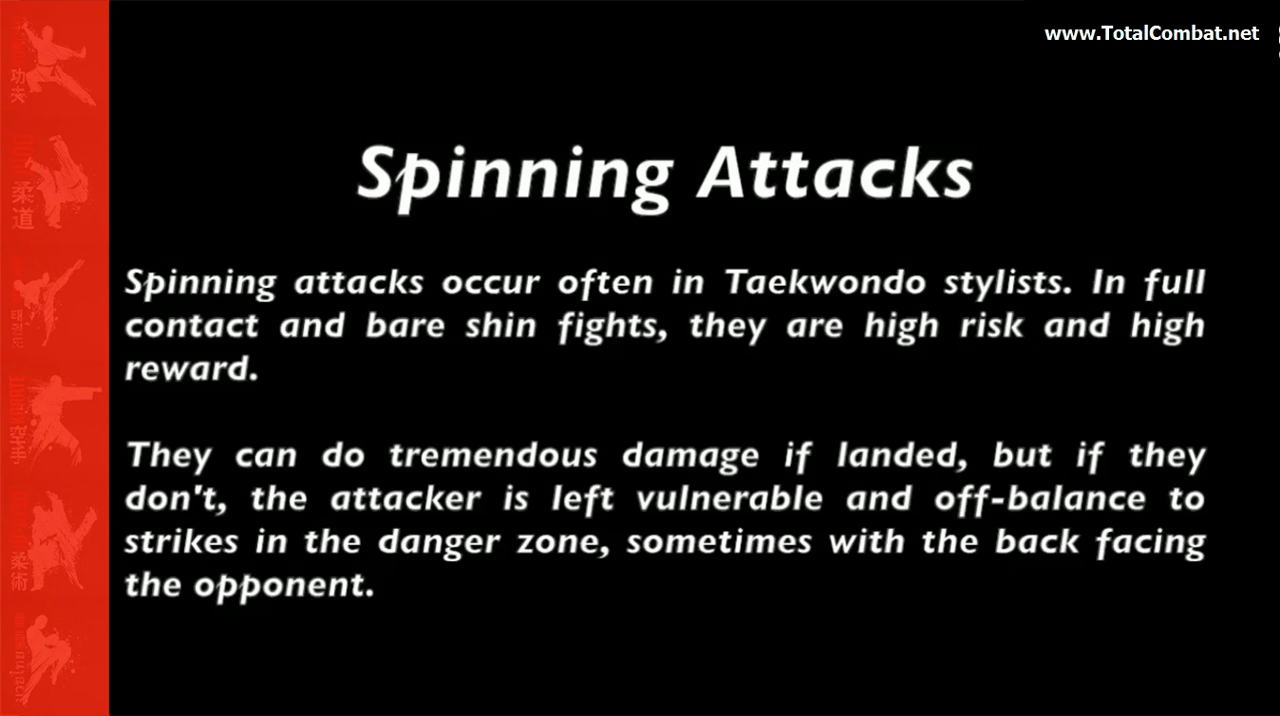 www.TotalCombat.net
Spinning Attacks
Spinning attacks occur often in Taekwondo stylists. In full
contact and bare shin fights, they are high risk and high
reward.
They can do tremendous damage if landed, but if they
don't, the attacker is left vulnerable and off-balance to
strikes in the danger zone, sometimes with the back facing
the opponent.
功
夫
柔
道
태권도
空
手
柔
術